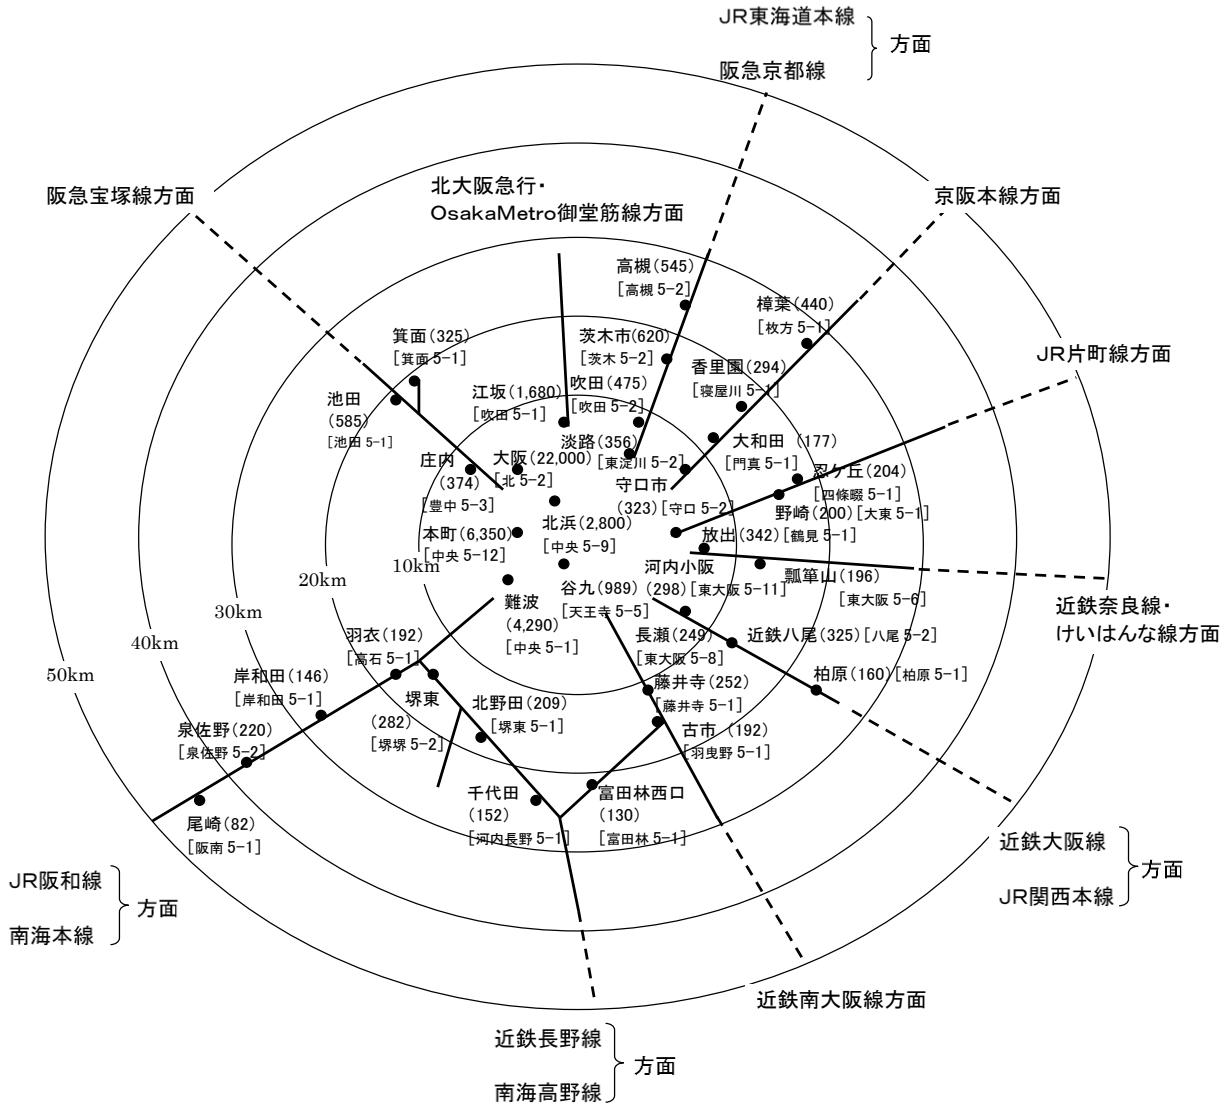 JR東海道本線
阪急京都線
方面
阪急宝塚線方面
北大阪急行・
OsakaMetro御堂筋線方面
京阪本線方面
高槻(545)
[高槻 5-2]
樟葉(440)
[枚方 5-1]
箕面(325)
[箕面 5-1]
茨木市(620)
[茨木 5-2]
JR片町線方面
香里園(294)
[寝屋川 5-1]
池田
(585)
[池田 5-1]
江坂(1,680)
[吹田 5-1]
吹田(475)
[吹田 5-2]
淡路(356)
[東淀川 5-2]
大和田 (177)
[門真 5-1]
庄内
(374)
[豊中 5-3]
大阪(22,000)
[北 5-2]
守口市
(323)[守口 5-2]
忍ケ丘(204)
[四條畷 5-1]
野崎(200)[大東 5-1]
本町(6,350)
[中央 5-12]
北浜(2,800)
[中央 5-9]
放出(342)[鶴見 5-1]
10km
20km
30km
40km
50km
河内小阪
(298)[東大阪 5-11]
瓢箪山(196)
[東大阪 5-6]
谷九(989)
[天王寺 5-5]
難波
(4,290)
[中央 5-1]
近鉄奈良線・
けいはんな線方面
羽衣(192)
[高石 5-1]
長瀬(249)
[東大阪 5-8]
近鉄八尾(325)[八尾 5-2]
岸和田(146)
[岸和田 5-1]
堺東
(282)
[堺堺 5-2]
北野田(209)
[堺東 5-1]
藤井寺(252)
[藤井寺 5-1]
柏原(160)[柏原 5-1]
泉佐野(220)
[泉佐野 5-2]
古市 (192)
[羽曳野 5-1]
尾崎(82)
[阪南 5-1]
千代田
(152)
[河内長野 5-1]
富田林西口
(130)
[富田林 5-1]
近鉄大阪線
JR関西本線
方面
JR阪和線
南海本線
方面
近鉄南大阪線方面
近鉄長野線
南海高野線
方面